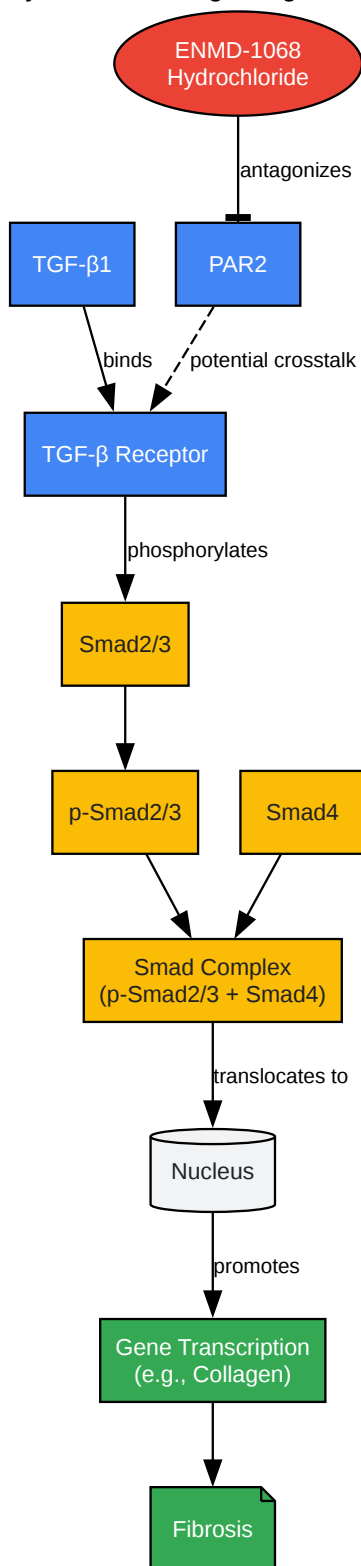 ENMD-1068
Hydrochloride
antagonizes
TGF-β1
PAR2
binds
potential crosstalk
TGF-β Receptor
phosphorylates
Smad2/3
p-Smad2/3
Smad4
Smad Complex
(p-Smad2/3 + Smad4)
translocates to
Nucleus
promotes
Gene Transcription
(e.g., Collagen)
Fibrosis